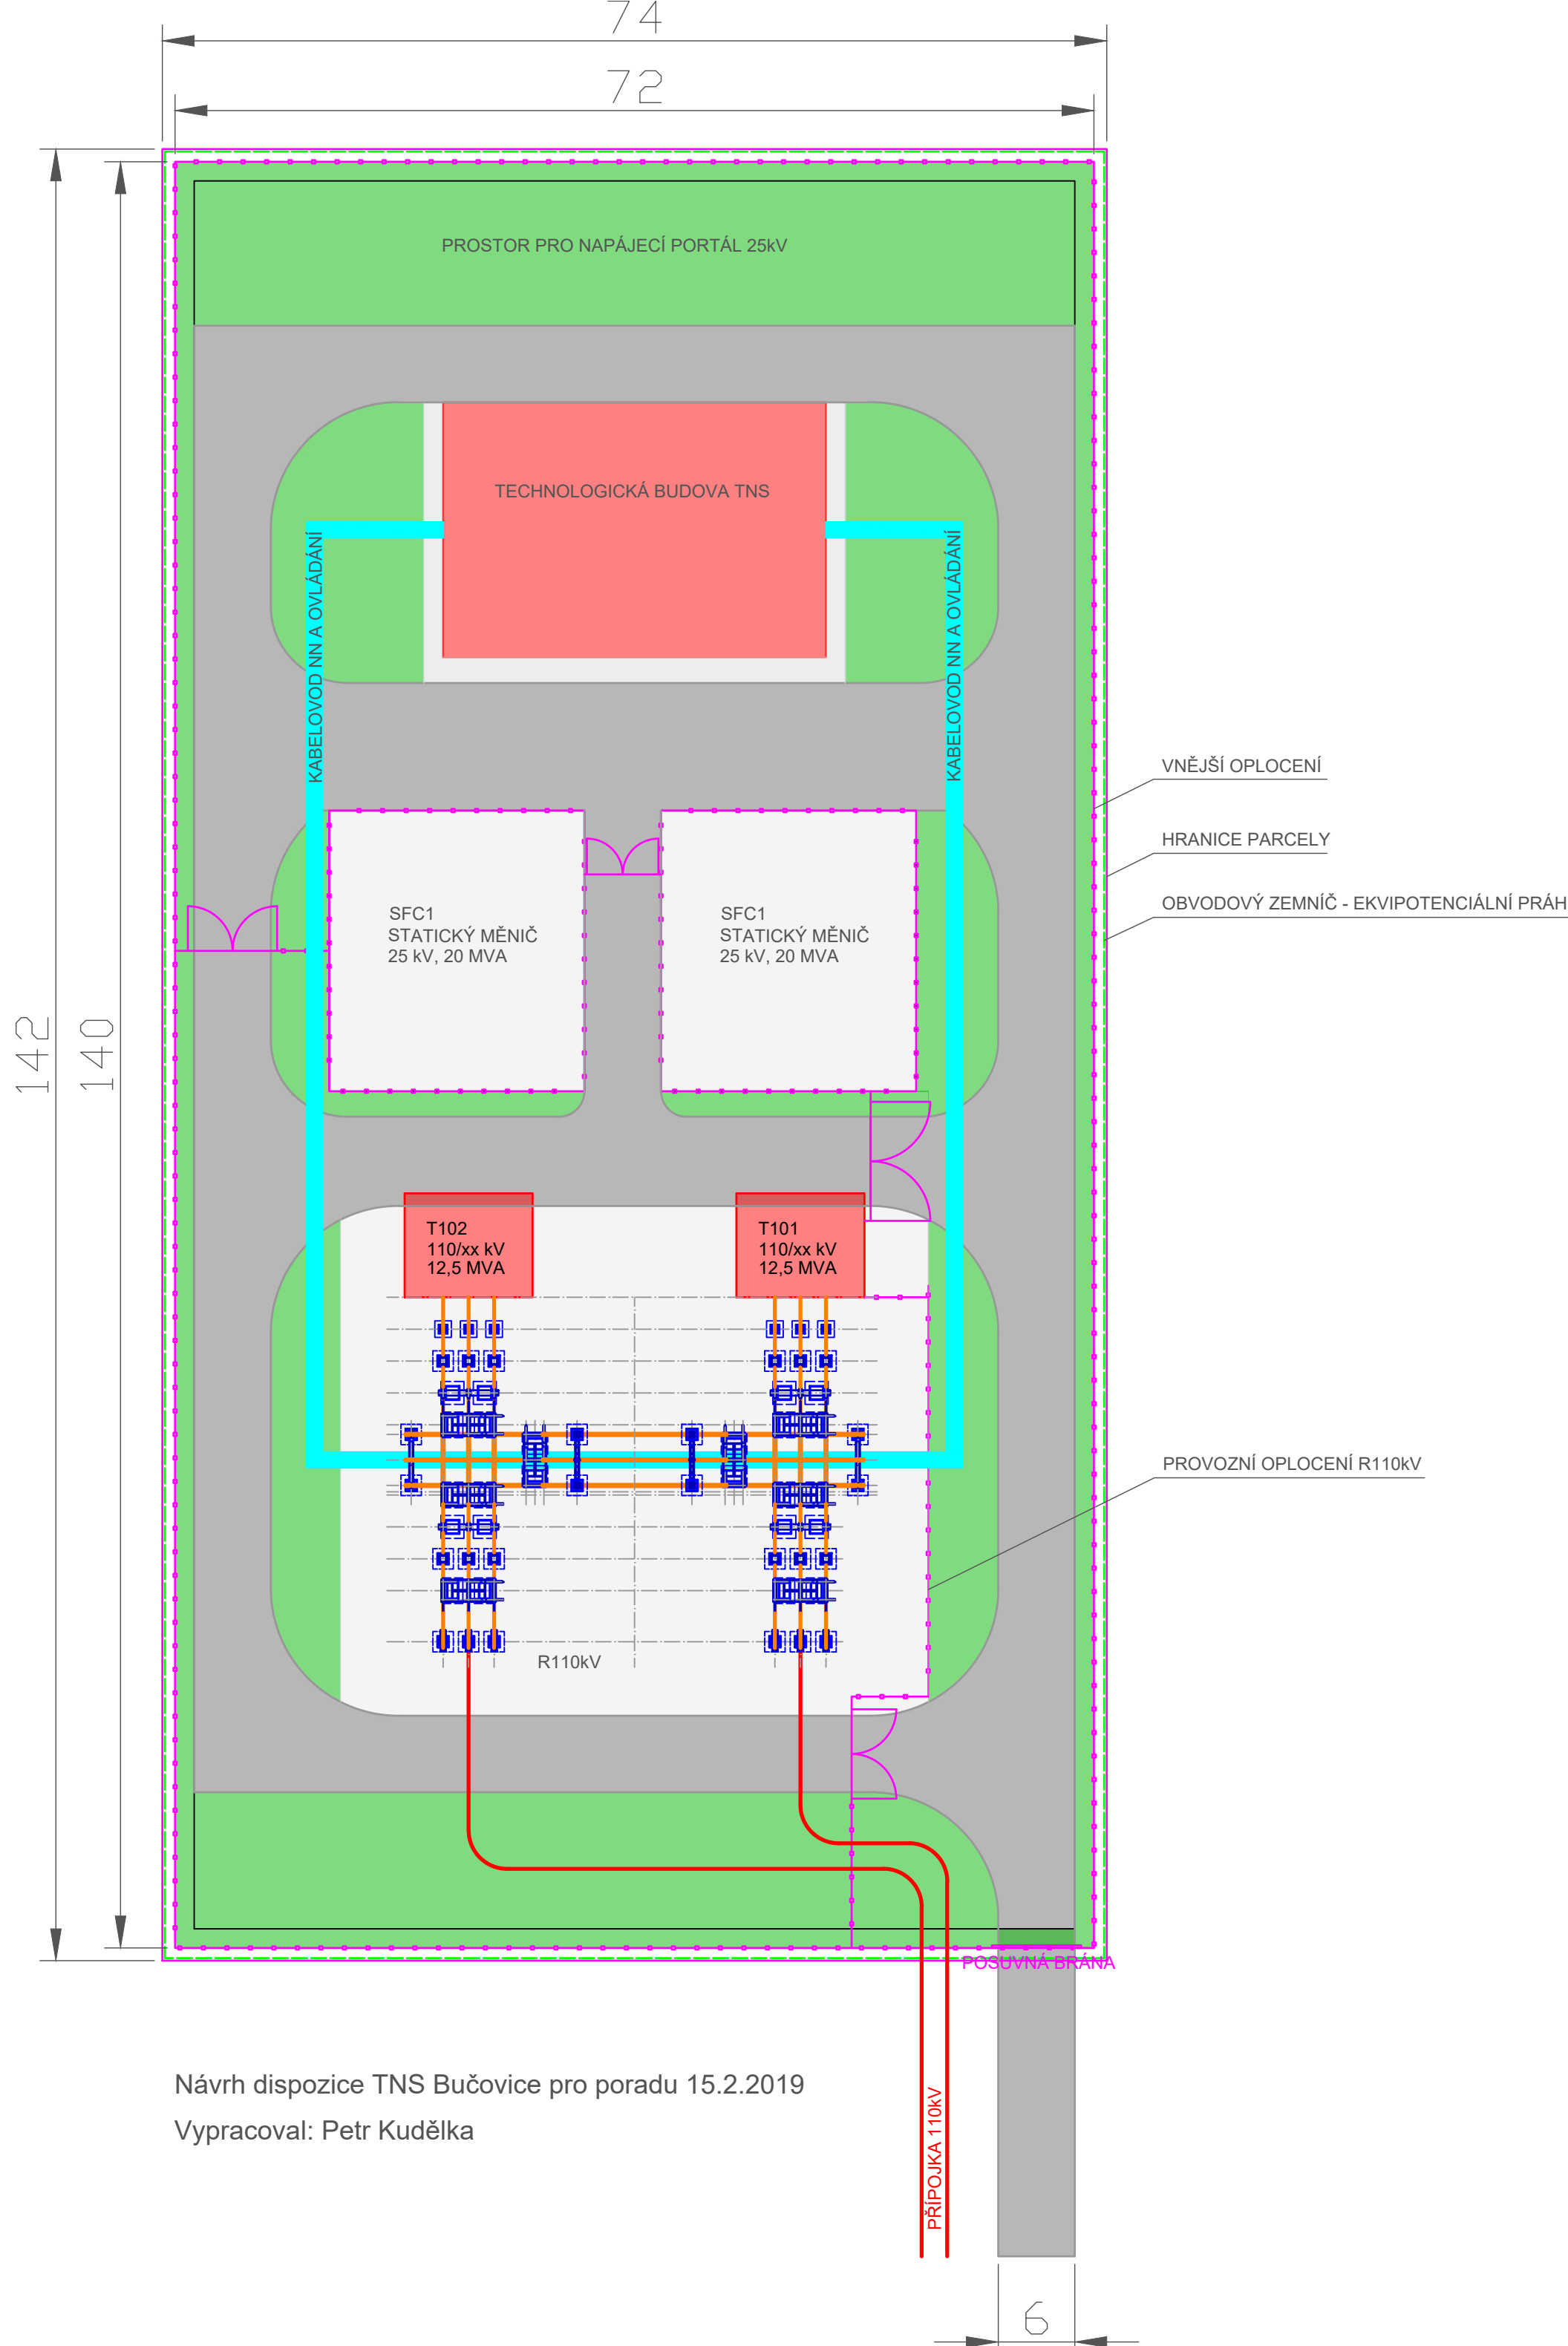 74
72
PROSTOR PRO NAPÁJECÍ PORTÁL 25kV
TECHNOLOGICKÁ BUDOVA TNS
KABELOVOD NN A OVLÁDÁNÍ
KABELOVOD NN A OVLÁDÁNÍ
VNĚJŠÍ OPLOCENÍ
HRANICE PARCELY
OBVODOVÝ ZEMNÍČ - EKVIPOTENCIÁLNÍ PRÁH
SFC1
STATICKÝ MĚNIČ
25 kV, 20 MVA
SFC1
STATICKÝ MĚNIČ
25 kV, 20 MVA
142
140
T102
110/xx kV
12,5 MVA
T101
110/xx kV
12,5 MVA
PROVOZNÍ OPLOCENÍ R110kV
R110kV
POSUVNÁ BRÁNA
Návrh dispozice TNS Bučovice pro poradu 15.2.2019
Vypracoval: Petr Kudělka
PŘÍPOJKA 110kV
6